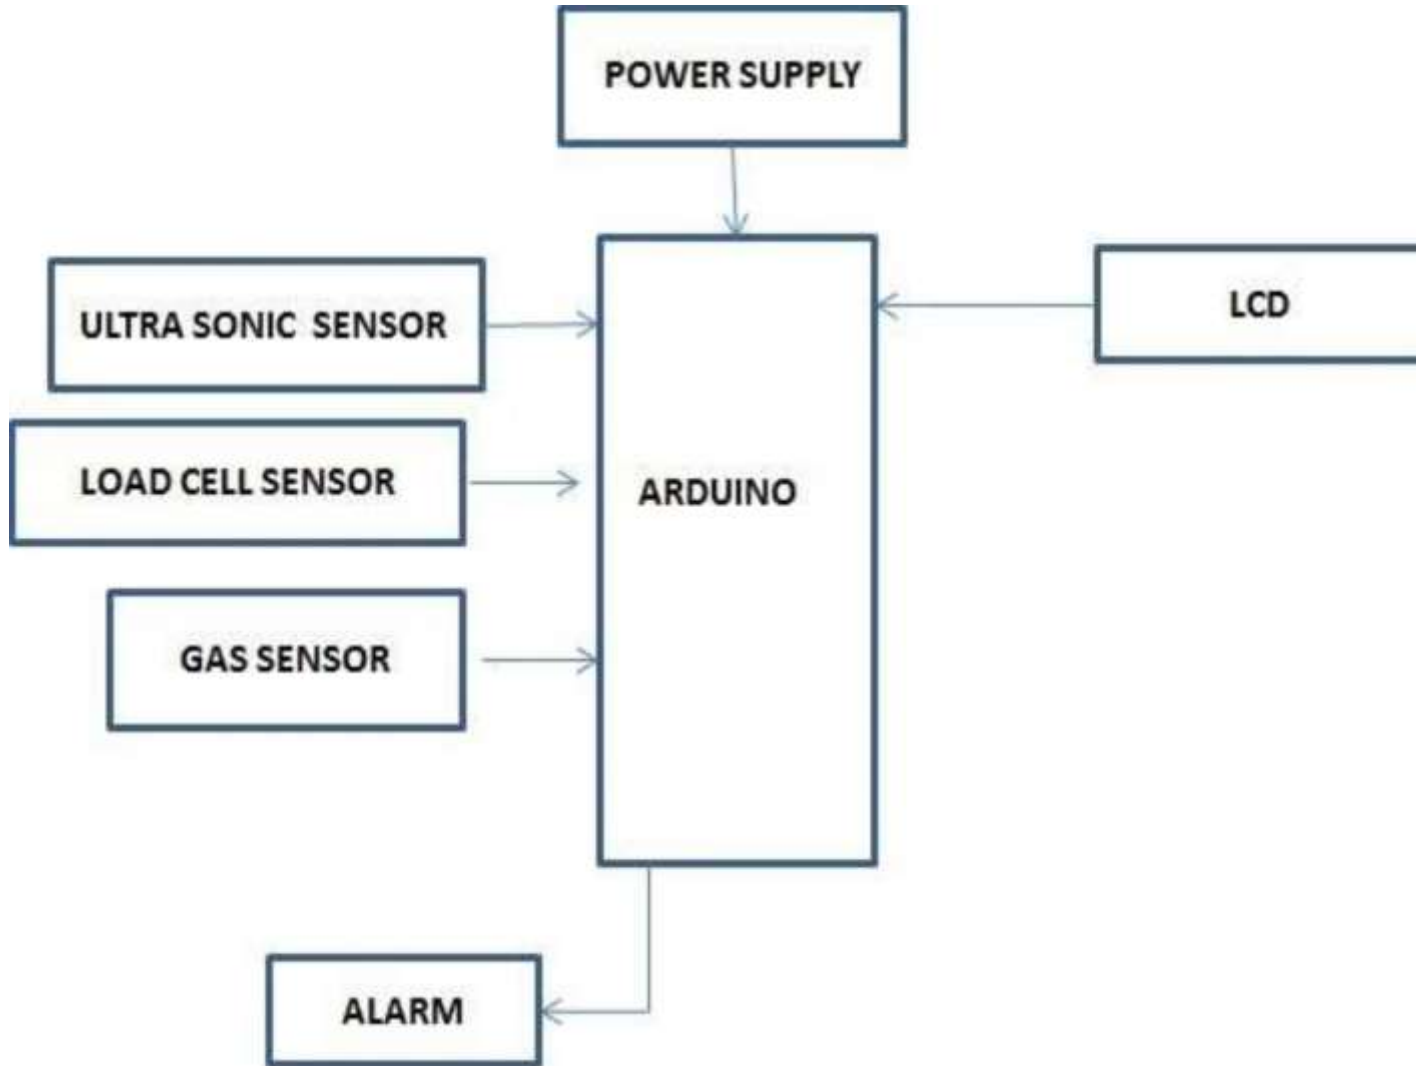 POWER SUPPLY
ULTRA SONIC SENSOR
LCD
LOAD CELL SENSOR
ARDUINO
GAS SENSOR
ALARM